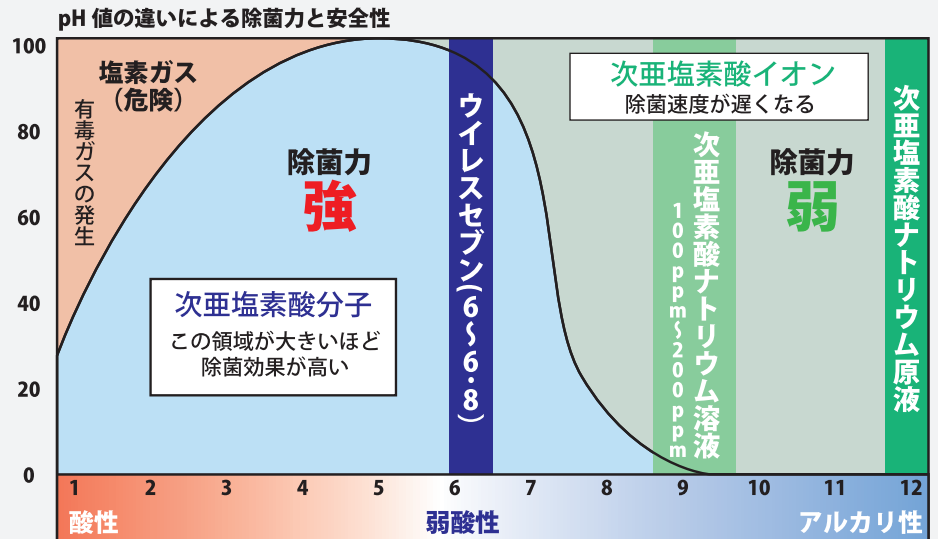 pH 値の違いによる除菌力と安全性
100
80
60
40
20
0
塩素ガス
（危険）
有毒ガスの発生
除菌力
強
次亜塩素酸分子
この領域が大きいほど
除菌効果が高い
ウイルスセブン(6〜6・8)
次亜塩素酸イオン
除菌速度が遅くなる
次亜塩素酸ナトリウム溶液
100ppm〜200ppm
除菌力
弱
次亜塩素酸ナトリウム原液
1 2 3 4 5 6 7 8 9 10 11 12
酸性 弱酸性 アルカリ性